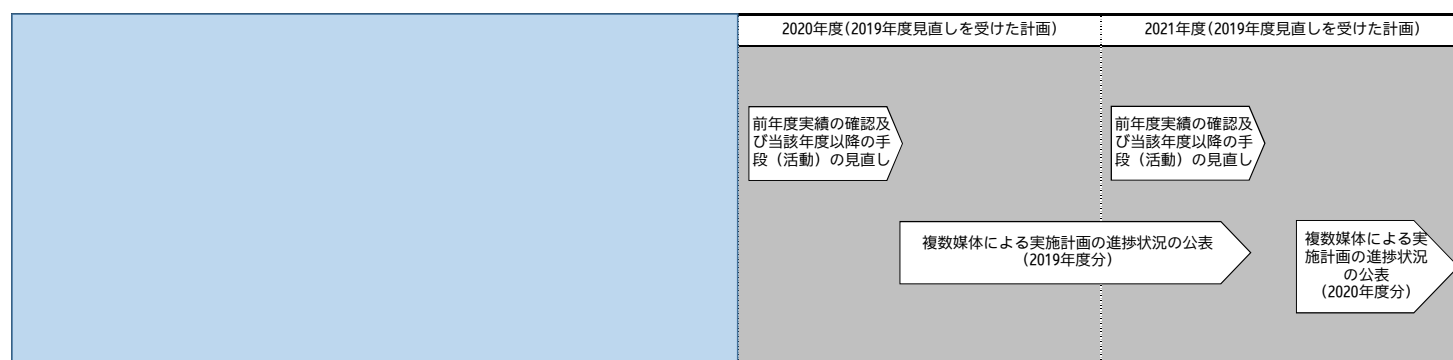 2020年度(2019年度見直しを受けた計画)
2021年度(2019年度見直しを受けた計画)
前年度実績の確認及
び当該年度以降の手
段（活動）の見直し
前年度実績の確認及
び当該年度以降の手
段（活動）の見直し
複数媒体による実施計画の進捗状況の公表
（2019年度分）
複数媒体による実
施計画の進捗状況
の公表
（2020年度分）